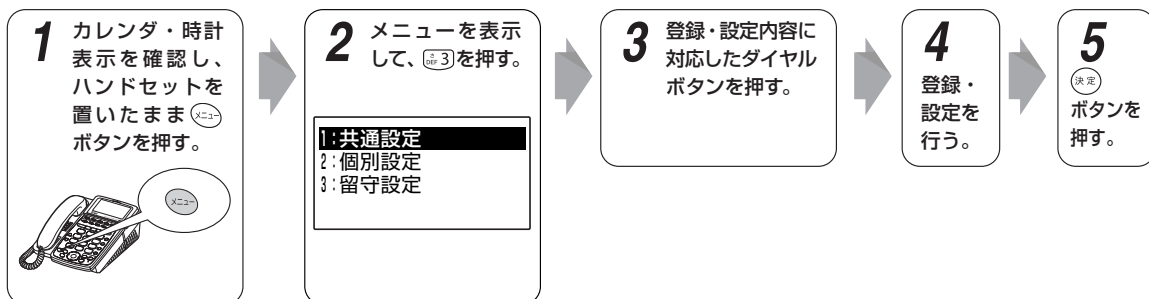 1
カレンダ・時計
表示を確認し、
ハンドセットを
置いたまま メニュー
ボタンを押す。
メニュー
2
メニューを表示
して、さ DEF 3を押す。
1:共通設定
2:個別設定
3:留守設定
3
登録・設定内容に
対応したダイヤル
ボタンを押す。
4
登録・
設定を
行う。
5
決定
ボタンを
押す。